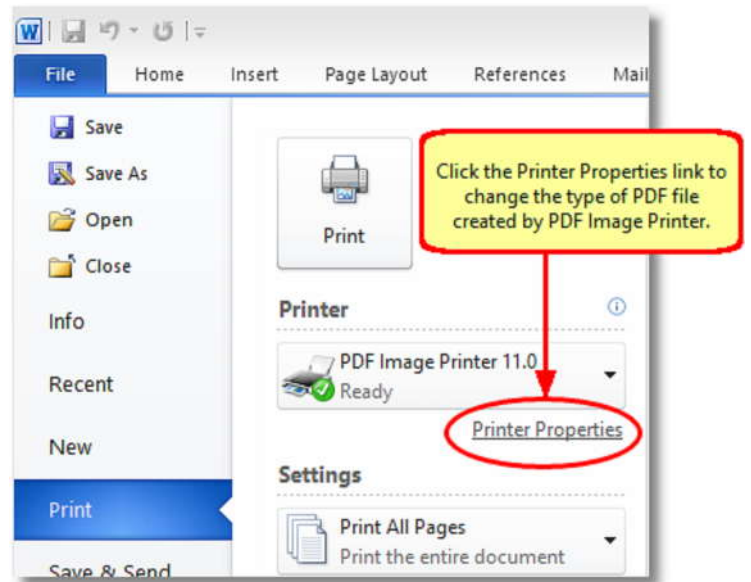 W
File Home Insert Page Layout References Mail
Save
Save As
Open
Close
Info
Recent
New
Print
Save & Send
Print
Click the Printer Properties link to
change the type of PDF file
created by PDF Image Printer.
Printer
PDF Image Printer 11.0
Ready
Printer Properties
Settings
Print All Pages
Print the entire document